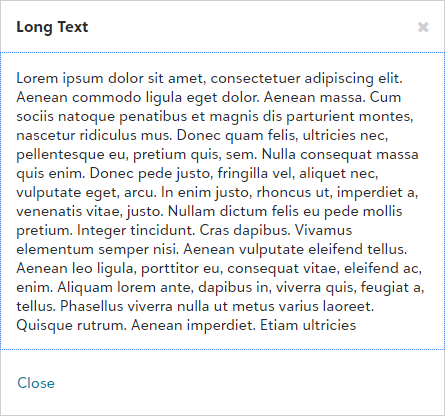 Long Text
Lorem ipsum dolor sit amet, consectetuer adipiscing elit.
Aenean commodo ligula eget dolor. Aenean massa. Cum
sociis natoque penatibus et magnis dis parturient montes,
nascetur ridiculus mus. Donec quam felis, ultricies nec,
pellentesque eu, pretium quis, sem. Nulla consequat massa
quis enim. Donec pede justo, fringilla vel, aliquet nec,
vulputate eget, arcu. In enim justo, rhoncus ut, imperdiet a,
venenatis vitae, justo. Nullam dictum felis eu pede mollis
pretium. Integer tincidunt. Cras dapibus. Vivamus
elementum semper nisi. Aenean vulputate eleifend tellus.
Aenean leo ligula, porttitor eu, consequat vitae, eleifend ac,
enim. Aliquam lorem ante, dapibus in, viverra quis, feugiat a,
tellus. Phasellus viverra nulla ut metus varius laoreet.
Quisque rutrum. Aenean imperdiet. Etiam ultricies
Close